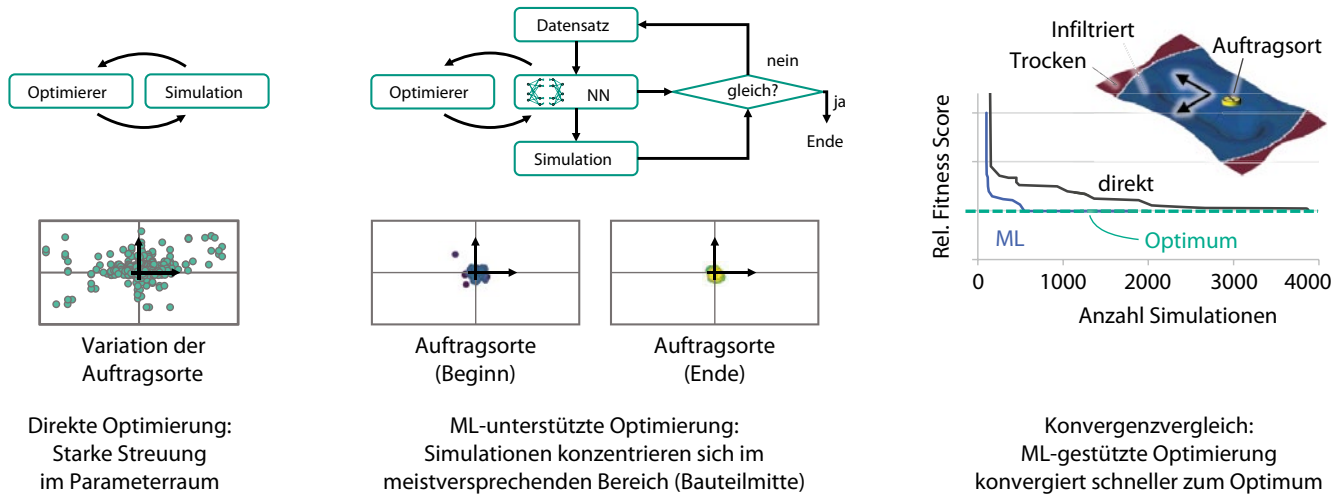 Optimierer
Simulation
Variation der
Auftragsorte
Direkte Optimierung:
Starke Streuung
im Parameterraum
Datensatz
Optimierer
NN
gleich?
nein
ja
Ende
Simulation
Auftragsorte
(Beginn)
Auftragsorte
(Ende)
ML-unterstützte Optimierung:
Simulationen konzentrieren sich im
meistversprechenden Bereich (Bauteilmitte)
Infiltriert
Trocken
Auftragsort
Rel. Fitness Score
direkt
ML
Optimum
0
1000
2000
3000
4000
Anzahl Simulationen
Konvergenzvergleich:
ML-gestützte Optimierung
konvergiert schneller zum Optimum